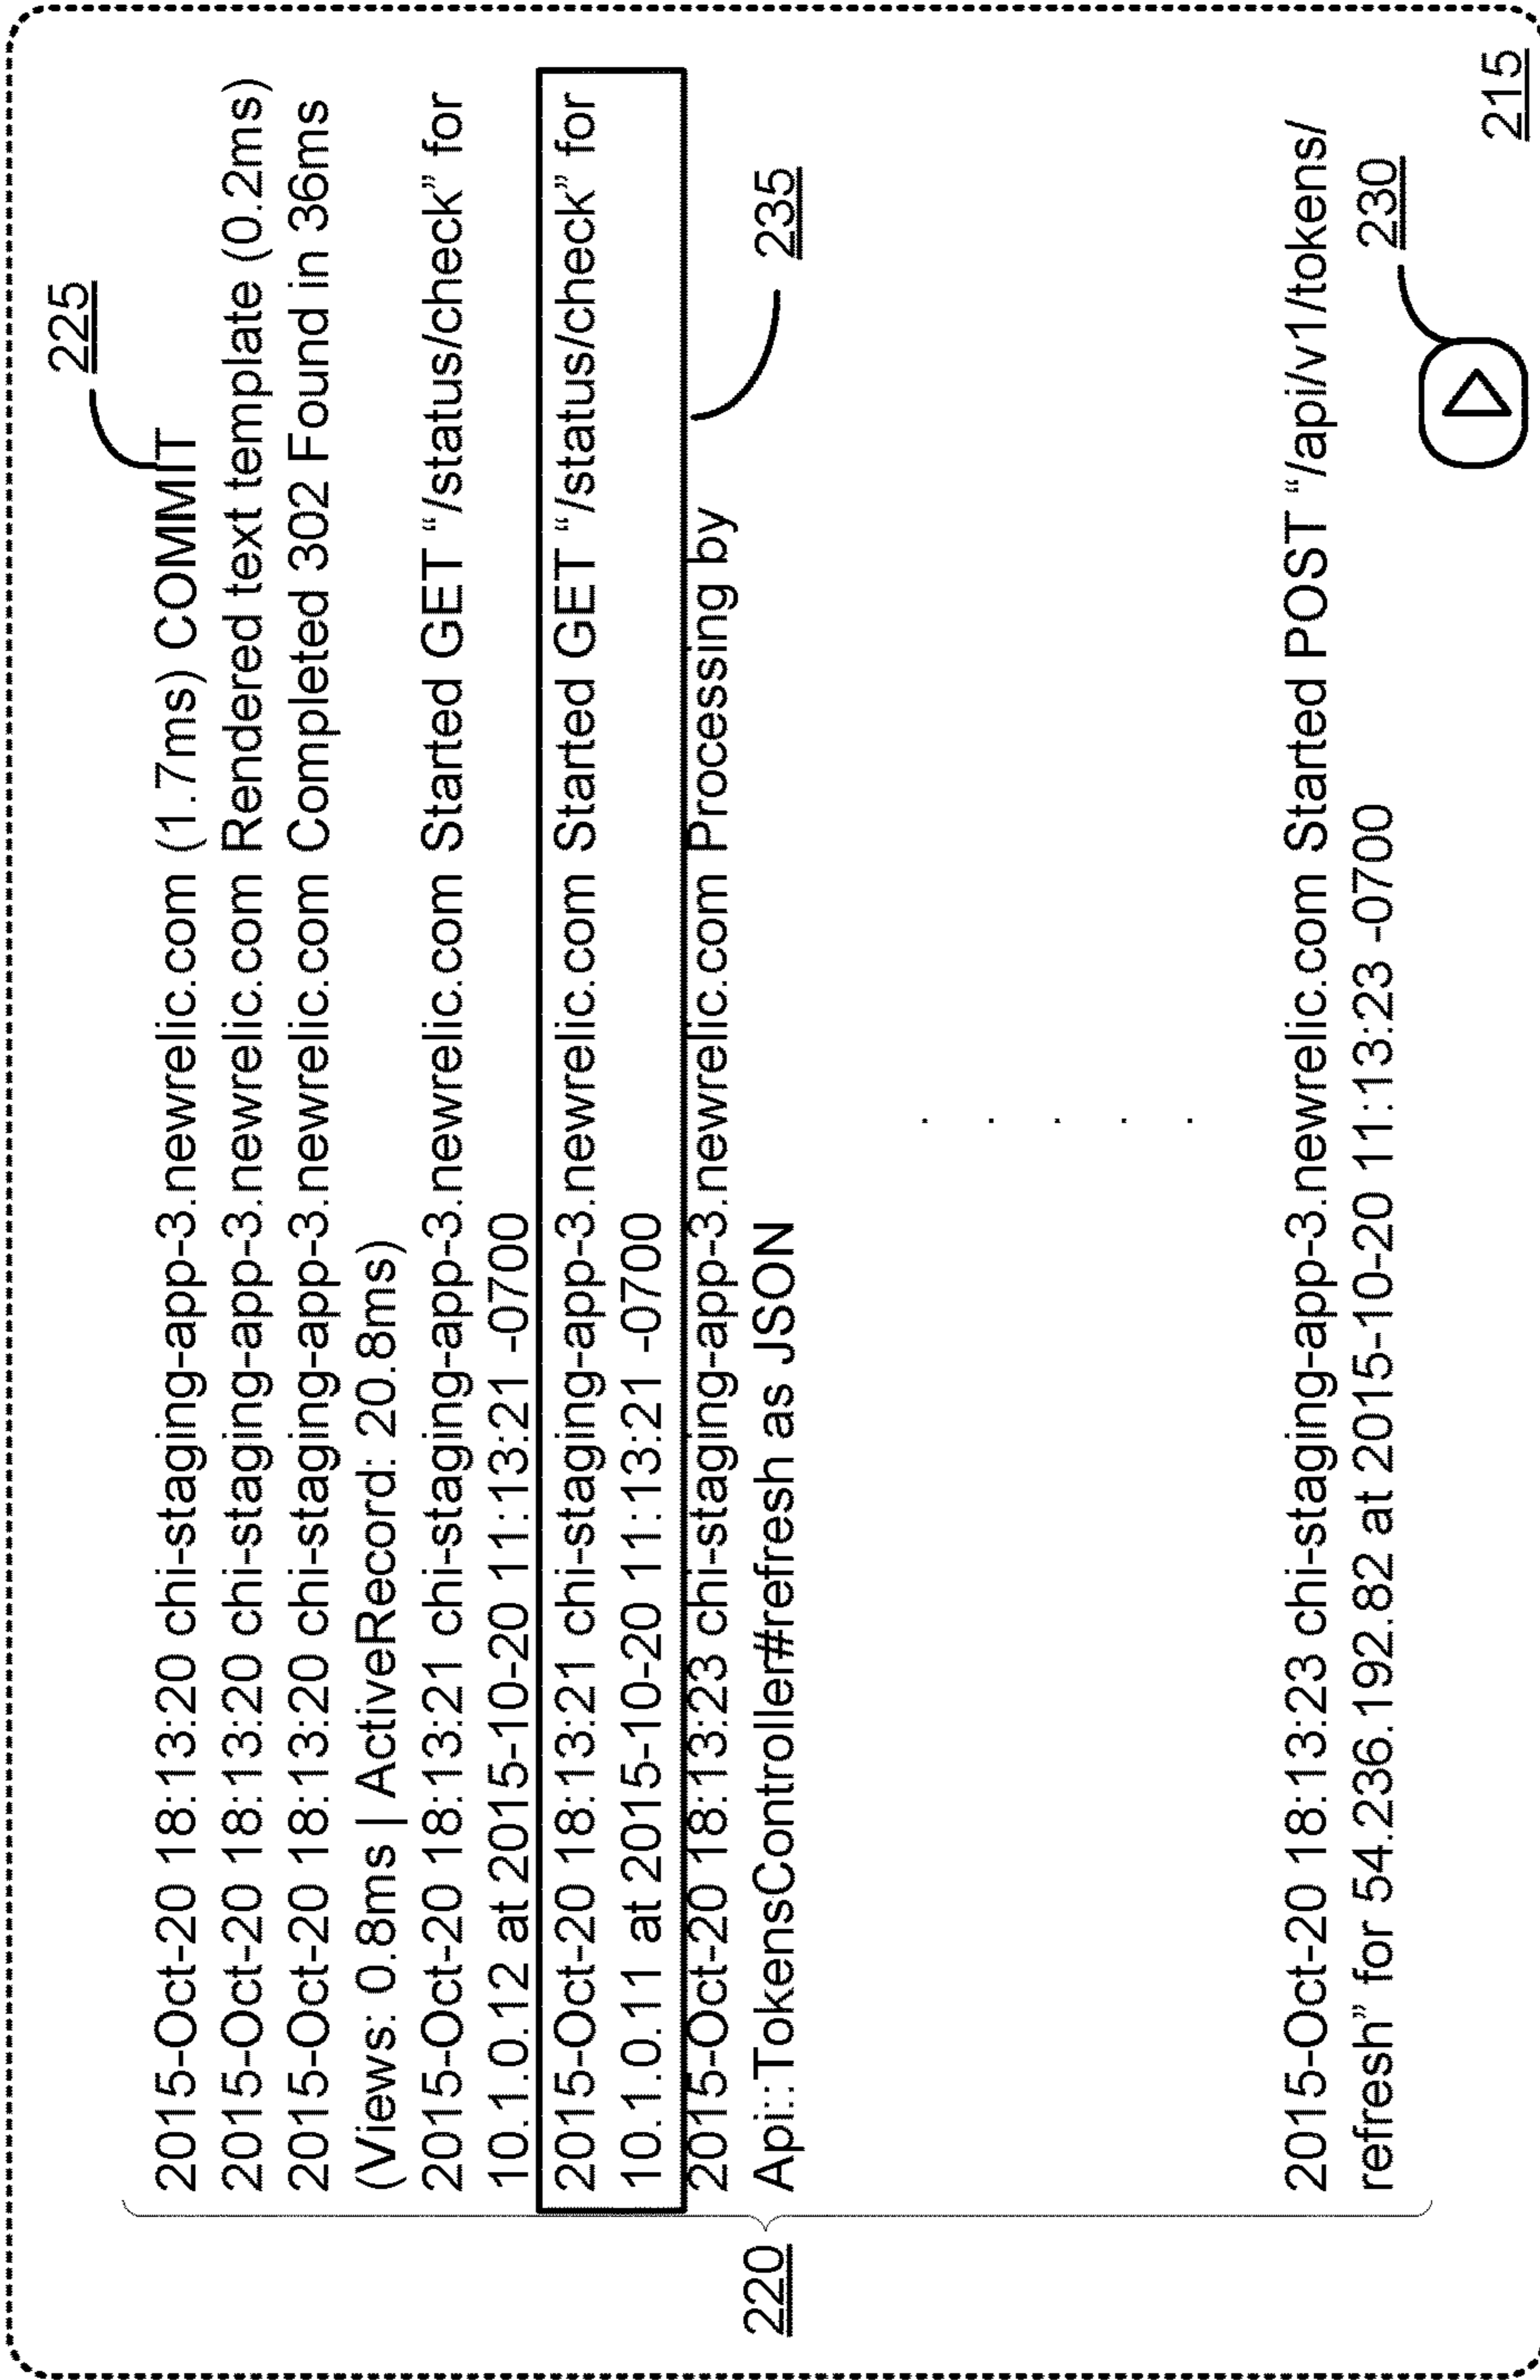 225
2015-Oct-20 18:13:20 chi-staging-app-3.newrelic.com (1.7ms) COMMIT
2015-Oct-20 18:13:20 chi-staging-app-3.newrelic.com Rendered text template (0.2ms)
2015-Oct-20 18:13:20 chi-staging-app-3.newrelic.com Completed 302 Found in 36ms
(Views: 0.8ms | ActiveRecord: 20.8ms)
2015-Oct-20 18:13:21 chi-staging-app-3.newrelic.com Started GET “/status/check” for
10.1.0.12 at 2015-10-20 11:13:21 -0700
2015-Oct-20 18:13:21 chi-staging-app-3.newrelic.com Started GET “/status/check” for
10.1.0.11 at 2015-10-20 11:13:21 -0700
2015-Oct-20 18:13:23 chi-staging-app-3.newrelic.com Processing by
Api::TokensController#refresh as JSON
220
235
. . . . .
2015-Oct-20 18:13:23 chi-staging-app-3.newrelic.com Started POST “/api/v1/tokens/
refresh” for 54.236.192.82 at 2015-10-20 11:13:23 -0700
230
215